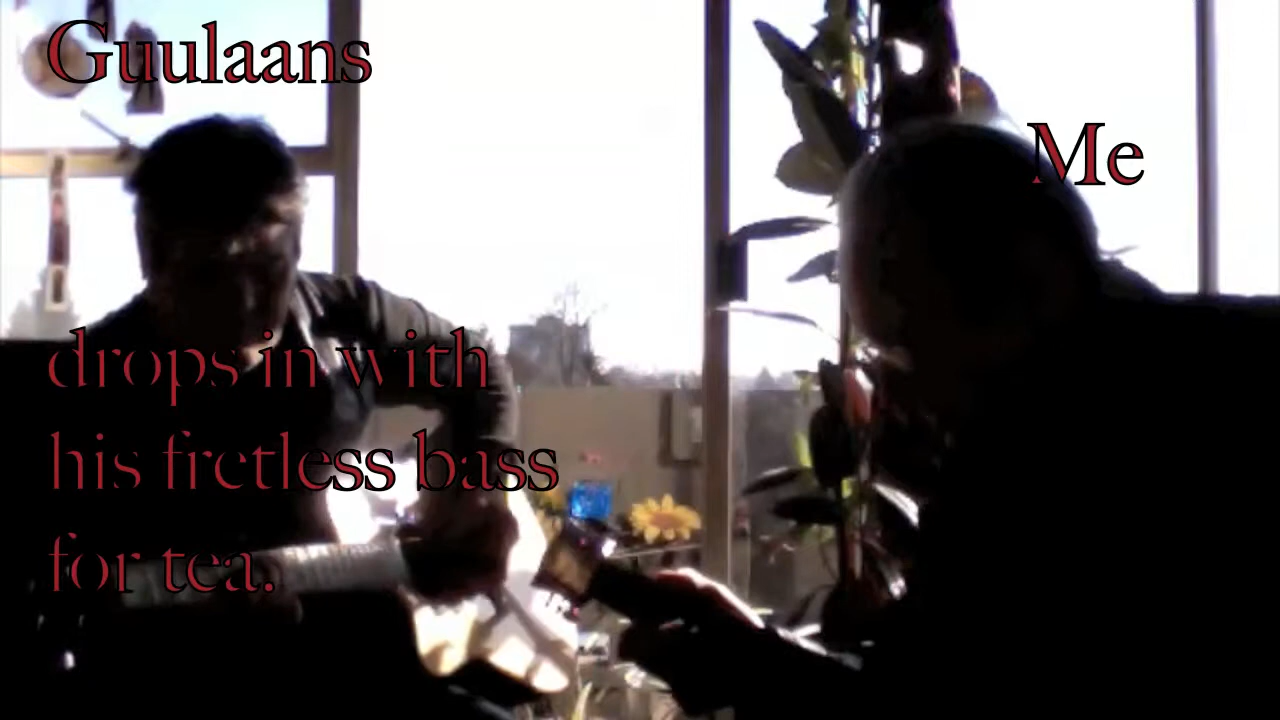 Guulaans
Me
drops in with
his fretless bass
for tea.